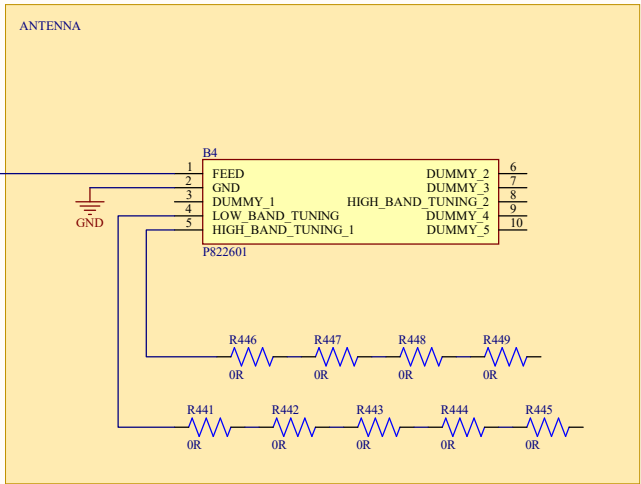 ANTENNA
B4
1 FEED DUMMY_2 6
2 GND DUMMY_3 7
3 DUMMY_1 HIGH_BAND_TUNING_2 8
4 LOW_BAND_TUNING DUMMY_4 9
5 HIGH_BAND_TUNING_1 DUMMY_5 10
GND
P822601
R446 R447 R448 R449
0R 0R 0R 0R
R441 R442 R443 R444 R445
0R 0R 0R 0R 0R